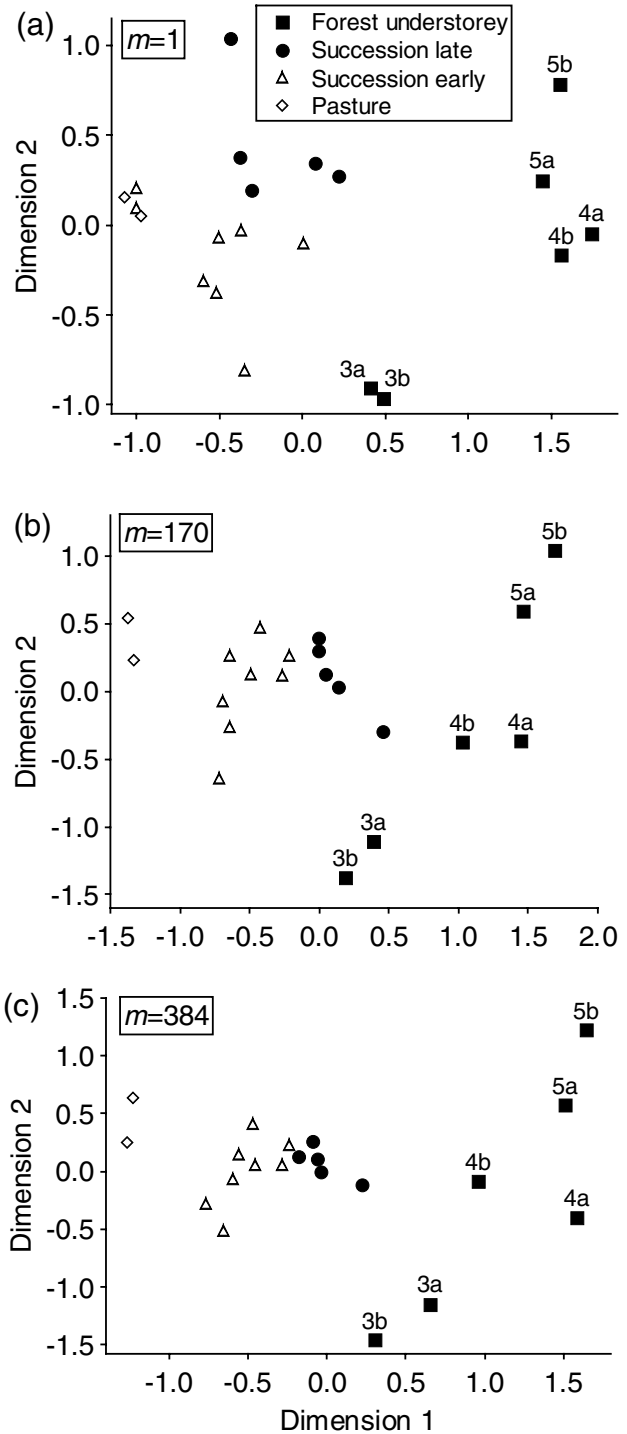 (a)
m=1
Forest understorey
Succession late
Succession early
Pasture
1.0
0.5
0.0
-0.5
-1.0
Dimension 2
5b
5a
4a
4b
3a
3b
-1.0 -0.5 0.0 0.5 1.0 1.5
(b)
m=170
1.0
0.5
0.0
-0.5
-1.0
-1.5
Dimension 2
5b
5a
4b 4a
3a
3b
-1.5 -1.0 -0.5 0.0 0.5 1.0 1.5 2.0
(c)
m=384
1.5
1.0
0.5
0.0
-0.5
-1.0
-1.5
Dimension 2
5b
5a
4b
4a
3a
3b
-1.0 -0.5 0.0 0.5 1.0 1.5
Dimension 1